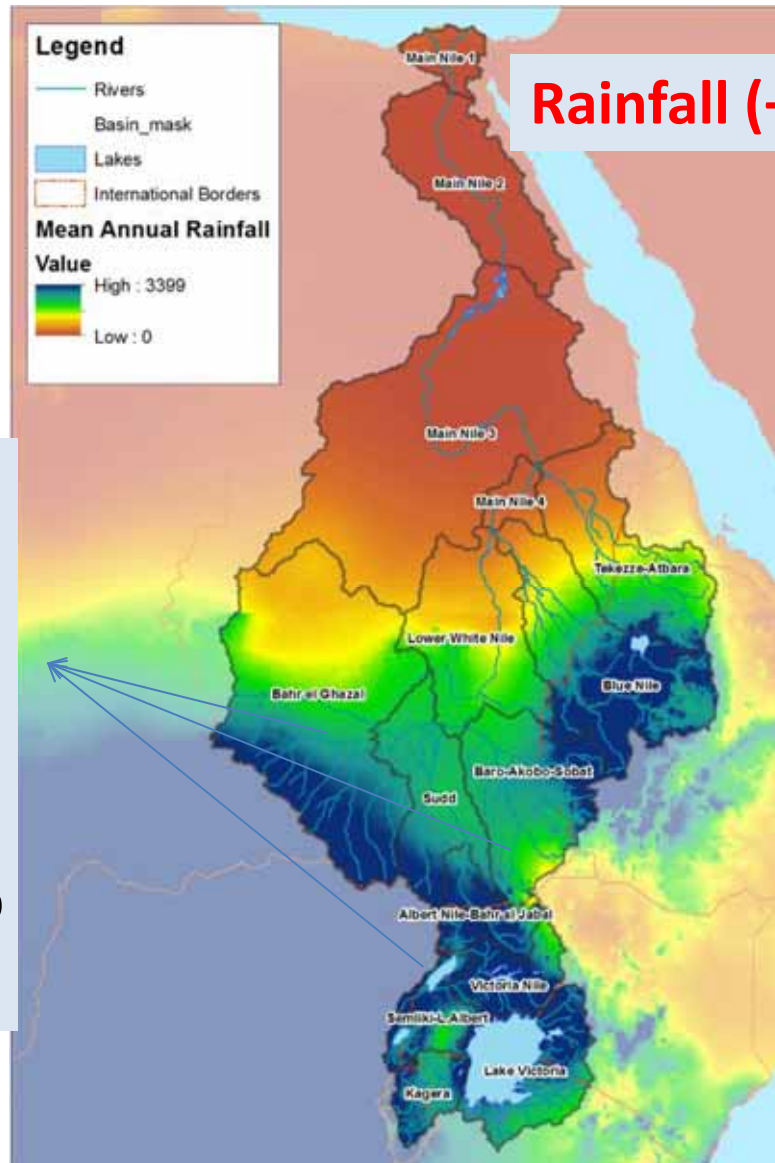 Legend
Rivers
Basin_mask
Lakes
International Borders
Mean Annual Rainfall
Value
High : 3399
Low : 0
Rainfall (-
Main Nile 1
Main Nile 2
Main Nile 3
Main Nile 4
Tekezze-Atbara
Lower White Nile
Blue Nile
Bahr el Ghazal
Baro-Akobo-Sobat
Sudd
)
Albert Nile-Bahr al Jabal
Victoria Nile
Semliki-L.Albert
Lake Victoria
Kagera